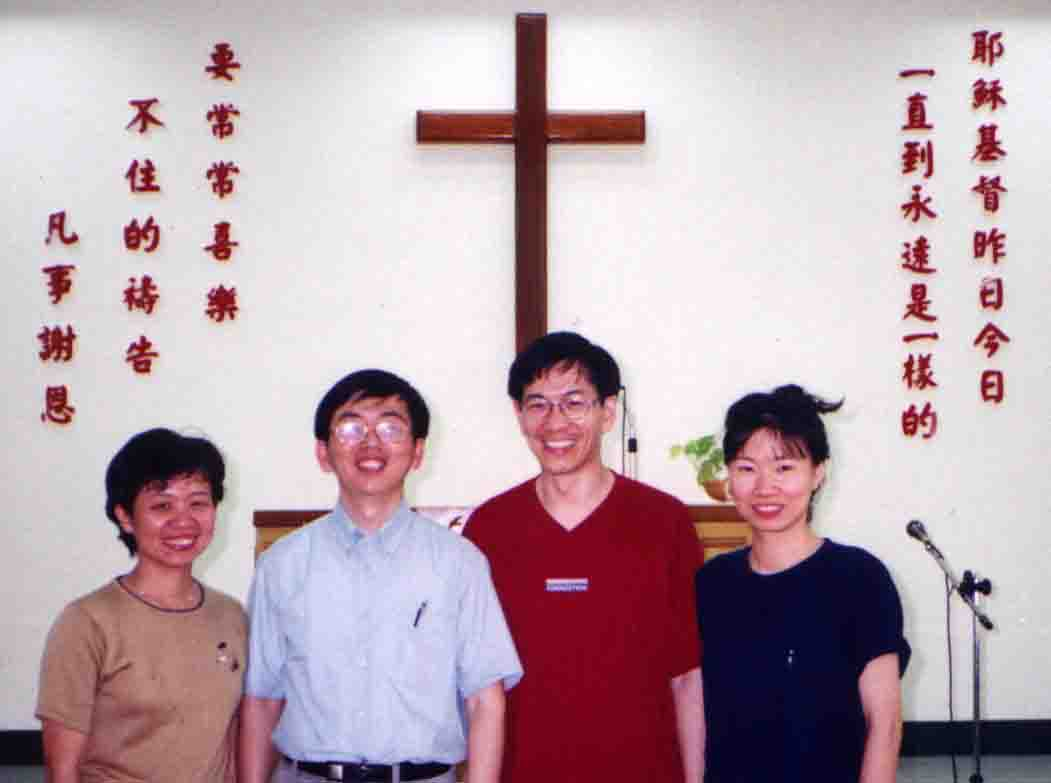 耶穌基督昨日今日
一直到永遠是一樣的
要常常喜樂
不住的禱告
凡事謝恩